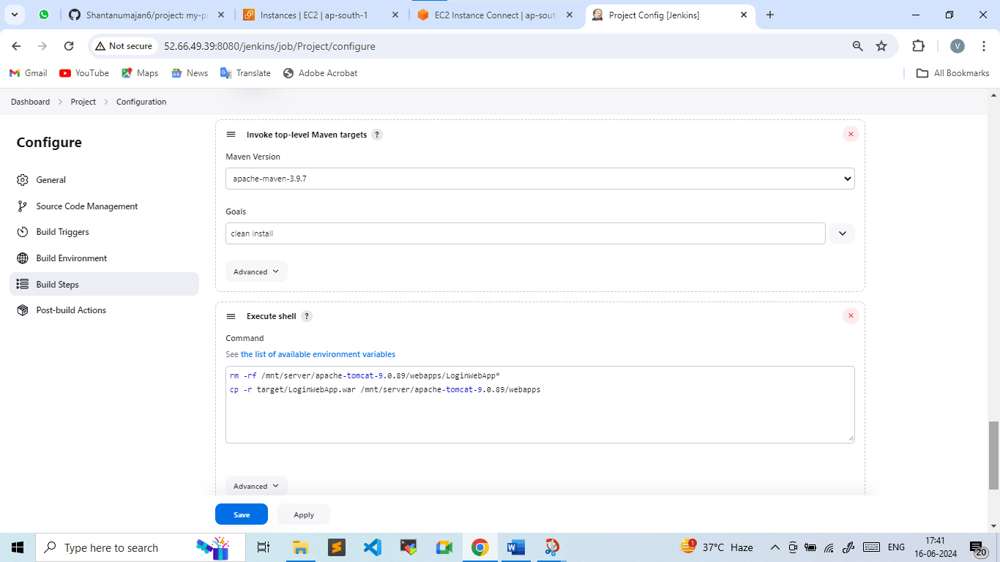 Shantanumajan6/project: my-pr
Instances | EC2 | ap-south-1
EC2 Instance Connect | ap-sout
Project Config [Jenkins]
Not secure
52.66.49.39:8080/jenkins/job/Project/configure
V
Gmail
YouTube
Maps
News
Translate
Adobe Acrobat
All Bookmarks
Dashboard
Project
Configuration
Configure
General
Source Code Management
Build Triggers
Build Environment
Build Steps
Post-build Actions
Invoke top-level Maven targets ?
Maven Version
apache-maven-3.9.7
Goals
clean install
Advanced
Execute shell ?
Command
See the list of available environment variables
rm -rf /mnt/server/apache-tomcat-9.0.89/webapps/LoginWebApp*
cp -r target/LoginWebApp.war /mnt/server/apache-tomcat-9.0.89/webapps
Advanced
Save
Apply
Type here to search
1
37°C Haze
ENG
17:41
16-06-2024
20